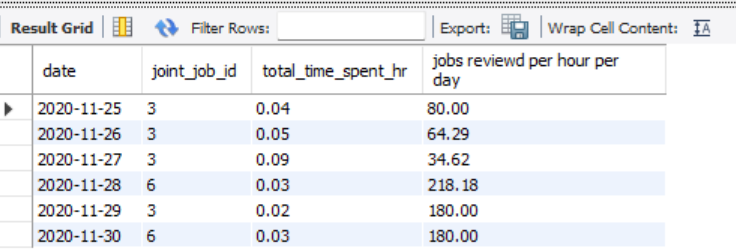 Result Grid Filter Rows: Export: Wrap Cell Content: IA
date joint_job_id total_time_spent_hr jobs reviewd per hour per day
2020-11-25 3 0.04 80.00
2020-11-26 3 0.05 64.29
2020-11-27 3 0.09 34.62
2020-11-28 6 0.03 218.18
2020-11-29 3 0.02 180.00
2020-11-30 6 0.03 180.00